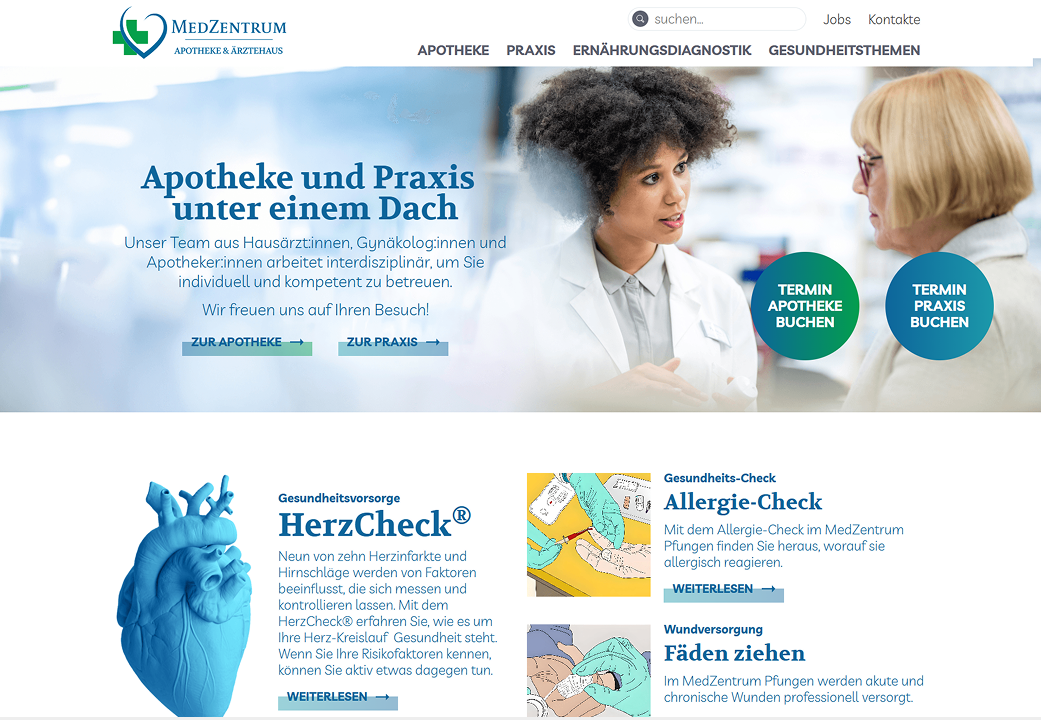 MEDZENTRUM
APOTHEKE & ÄRZTEHAUS
suchen...
Jobs
Kontakte
APOTHEKE
PRAXIS
ERNÄHRUNGSDIAGNOSTIK
GESUNDHEITSTHEMEN
Apotheke und Praxis
unter einem Dach
Unser Team aus Hausärzt:innen, Gynäkolog:innen und
Apotheker:innen arbeitet interdisziplinär, um Sie
individuell und kompetent zu betreuen.
Wir freuen uns auf Ihren Besuch!
ZUR APOTHEKE →
ZUR PRAXIS →
TERMIN
APOTHEKE
BUCHEN
TERMIN
PRAXIS
BUCHEN
Gesundheitsvorsorge
HerzCheck®
Neun von zehn Herzinfarkte und
Hirnschläge werden von Faktoren
beeinflusst, die sich messen und
kontrollieren lassen. Mit dem
HerzCheck® erfahren Sie, wie es um
Ihre Herz-Kreislauf Gesundheit steht.
Wenn Sie Ihre Risikofaktoren kennen,
können Sie aktiv etwas dagegen tun.
WEITERLESEN →
Gesundheits-Check
Allergie-Check
Mit dem Allergie-Check im MedZentrum
Pfungen finden Sie heraus, worauf sie
allergisch reagieren.
WEITERLESEN →
Wundversorgung
Fäden ziehen
Im MedZentrum Pfungen werden akute und
chronische Wunden professionell versorgt.